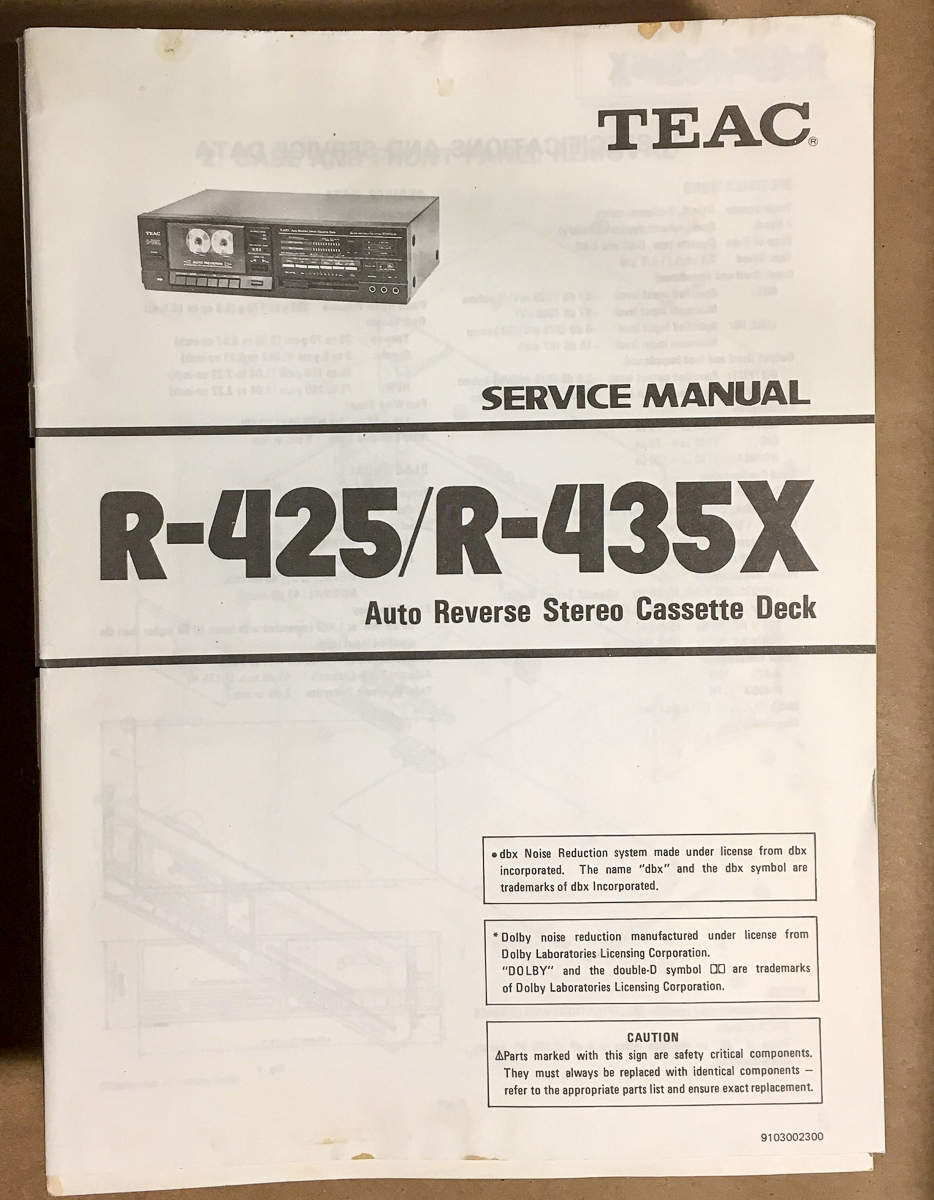 TEAC®
TEAC
AUTO REVERSE
SERVICE MANUAL
R-425/R-435X
Auto Reverse Stereo Cassette Deck
• dbx Noise Reduction system made under license from dbx
incorporated. The name "dbx" and the dbx symbol are
trademarks of dbx Incorporated.
* Dolby noise reduction manufactured under license from
Dolby Laboratories Licensing Corporation.
"DOLBY" and the double-D symbol are trademarks
of Dolby Laboratories Licensing Corporation.
CAUTION
⚠Parts marked with this sign are safety critical components.
They must always be replaced with identical components –
refer to the appropriate parts list and ensure exact replacement.
9103002300